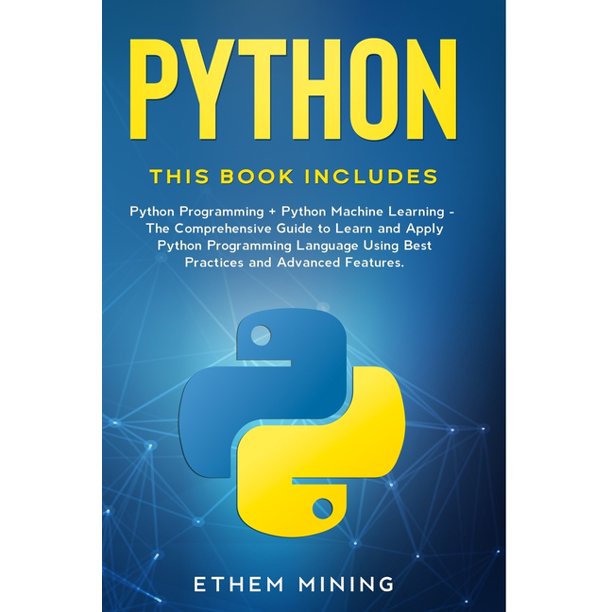 PYTHON
THIS BOOK INCLUDES
Python Programming + Python Machine Learning -
The Comprehensive Guide to Learn and Apply
Python Programming Language Using Best
Practices and Advanced Features.
ETHEM MINING